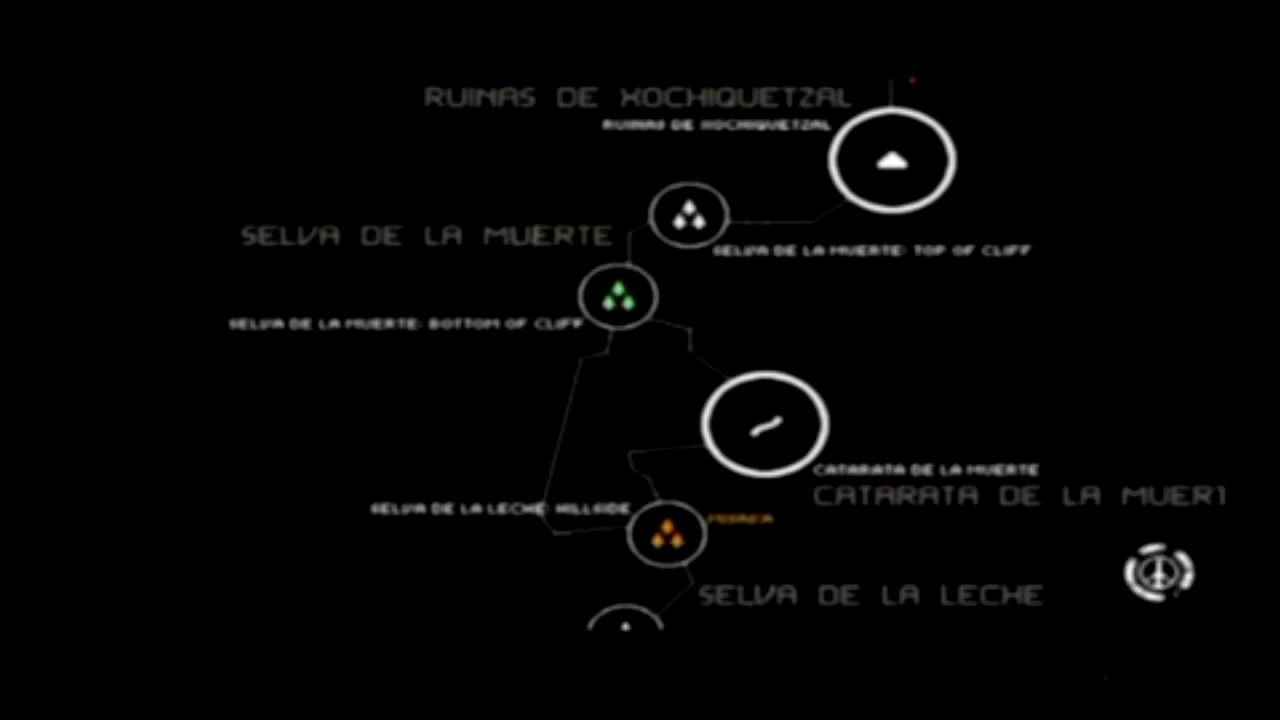 RUINAS DE XOCHIQUETZAL
RUINAS DE XOCHIQUETZAL
SELVA DE LA MUERTE
SELVA DE LA MUERTE: TOP OF CLIFF
SELVA DE LA MUERTE: BOTTOM OF CLIFF
CATARATA DE LA MUERTE
CATARATA DE LA MUERT
SELVA DE LA LECHE: HILLSIDE
SELVA DE LA LECHE